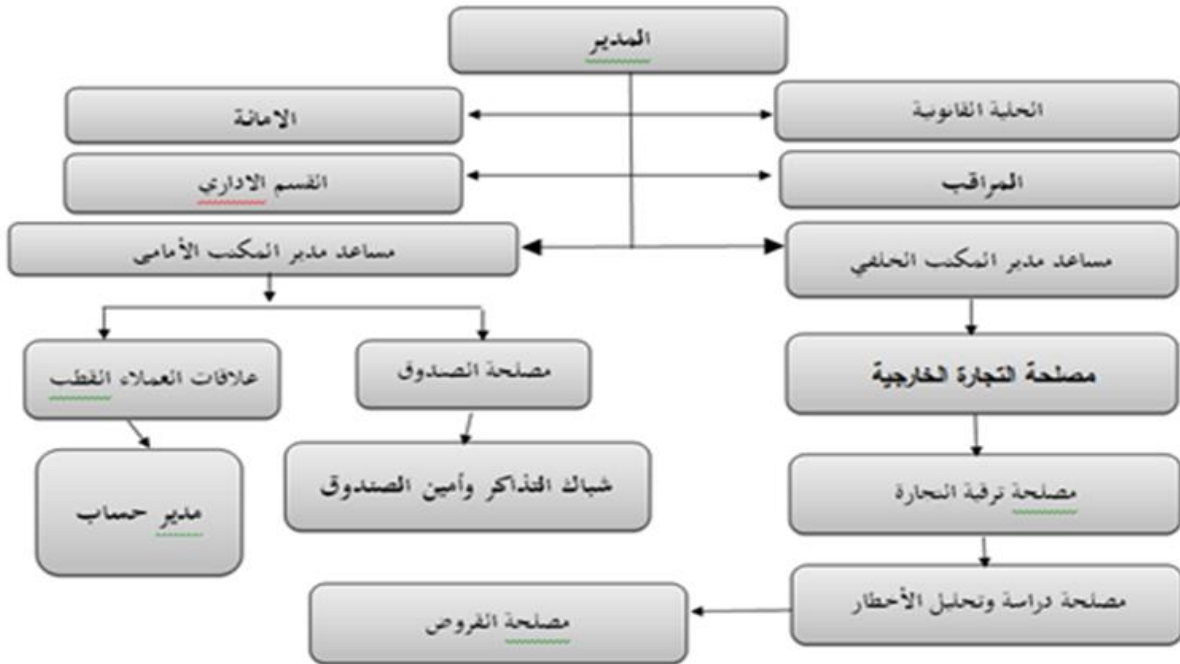 المدير
الخلية القانونية
الامانة
المراقب
القسم الاداري
مساعد مدير المكتب الخلفي
مساعد مدير المكتب الأمامي
مصلحة التجارة الخارجية
مصلحة الصندوق
علاقات العملاء القطب
مصلحة ترقية التجارة
شباك التذاكر وأمين الصندوق
مدير حساب
مصلحة دراسة وتحليل الأخطار
مصلحة القروض